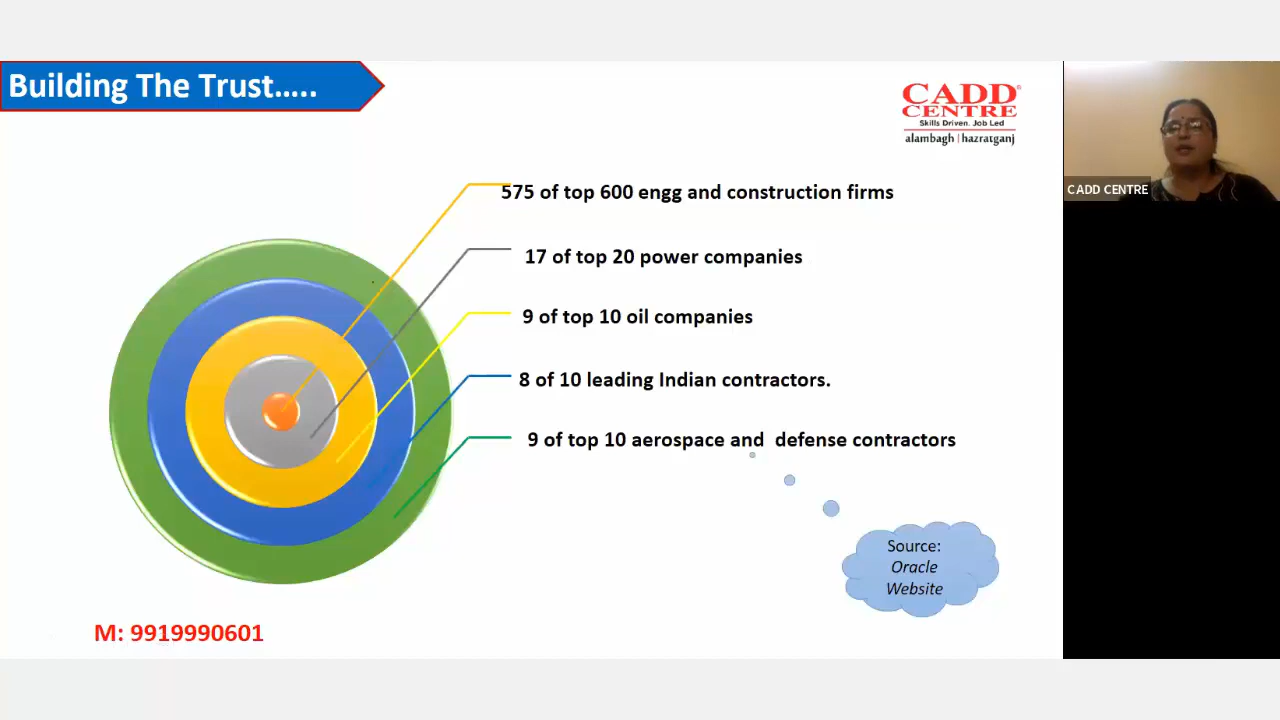 Building The Trust.....
CADD
CENTRE
Skills Driven. Job Led
alambagh | hazratganj
CADD CENTRE
575 of top 600 engg and construction firms
17 of top 20 power companies
9 of top 10 oil companies
8 of 10 leading Indian contractors.
9 of top 10 aerospace and defense contractors
Source:
Oracle
Website
M: 9919990601